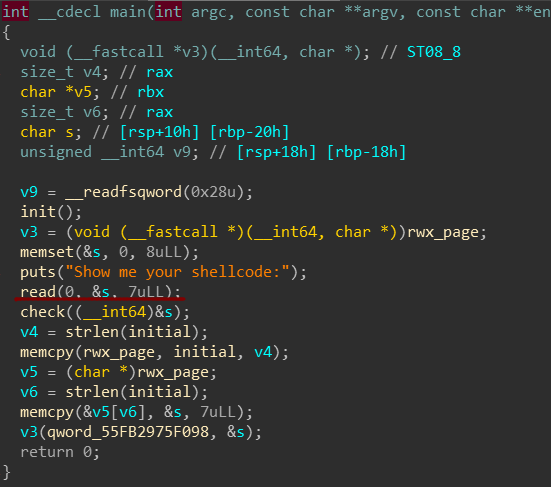 int __cdecl main(int argc, const char **argv, const char **en
{
void (__fastcall *v3)(__int64, char *); // ST08_8
size_t v4; // rax
char *v5; // rbx
size_t v6; // rax
char s; // [rsp+10h] [rbp-20h]
unsigned __int64 v9; // [rsp+18h] [rbp-18h]
v9 = __readfsqword(0x28u);
init();
v3 = (void (__fastcall *)(__int64, char *))rwx_page;
memset(&s, 0, 8uLL);
puts("Show me your shellcode:");
read(0, &s, 7uLL);
check((__int64)&s);
v4 = strlen(initial);
memcpy(rwx_page, initial, v4);
v5 = (char *)rwx_page;
v6 = strlen(initial);
memcpy(&v5[v6], &s, 7uLL);
v3(qword_55FB2975F098, &s);
return 0;
}